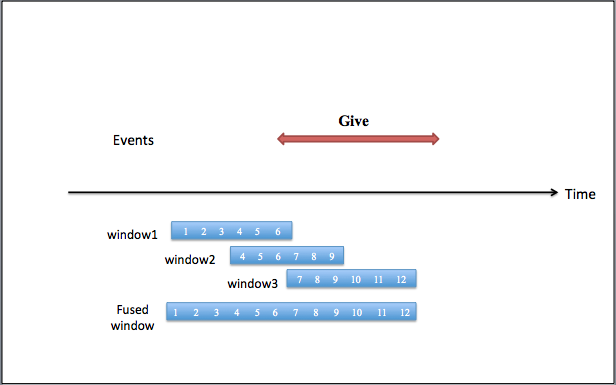 Give
Events
Time
window1 1 2 3 4 5 6
window2 4 5 6 7 8 9
window3 7 8 9 10 11 12
Fused
window 1 2 3 4 5 6 7 8 9 10 11 12